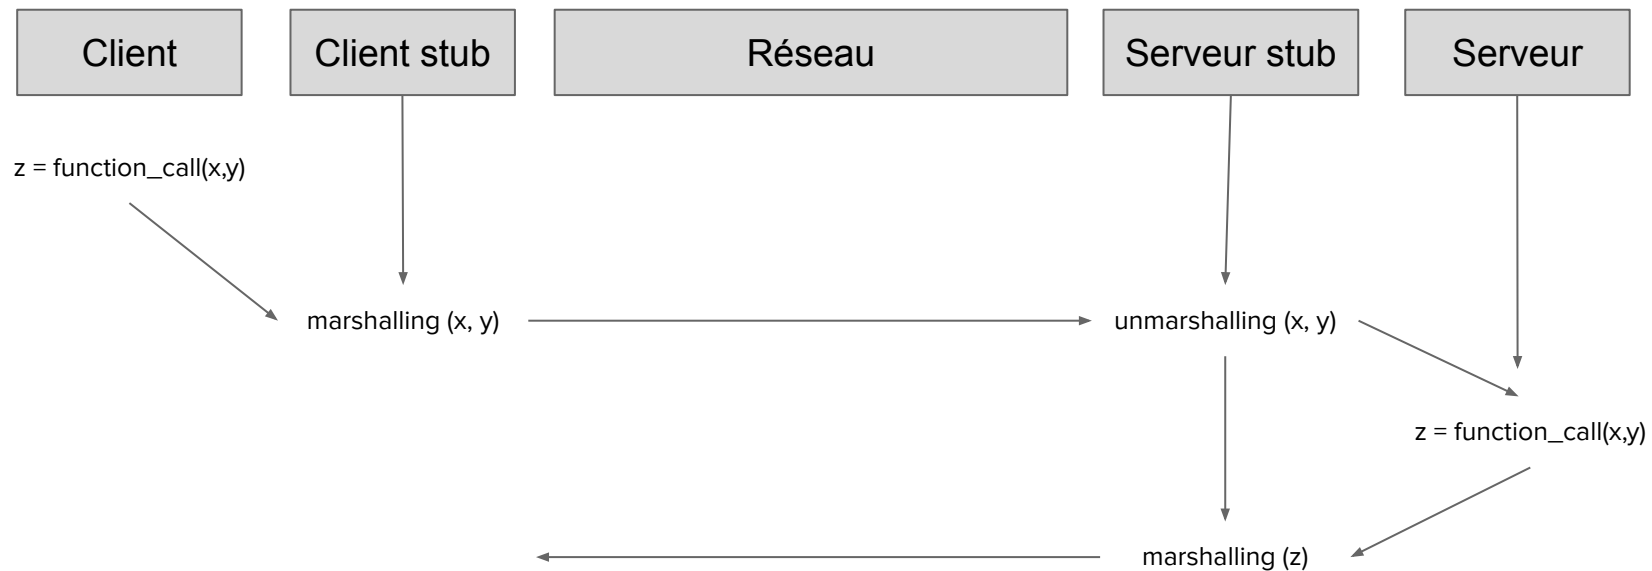 Client
Client stub
Réseau
Serveur stub
Serveur
z = function_call(x,y)
marshalling (x, y)
unmarshalling (x, y)
z = function_call(x,y)
marshalling (z)